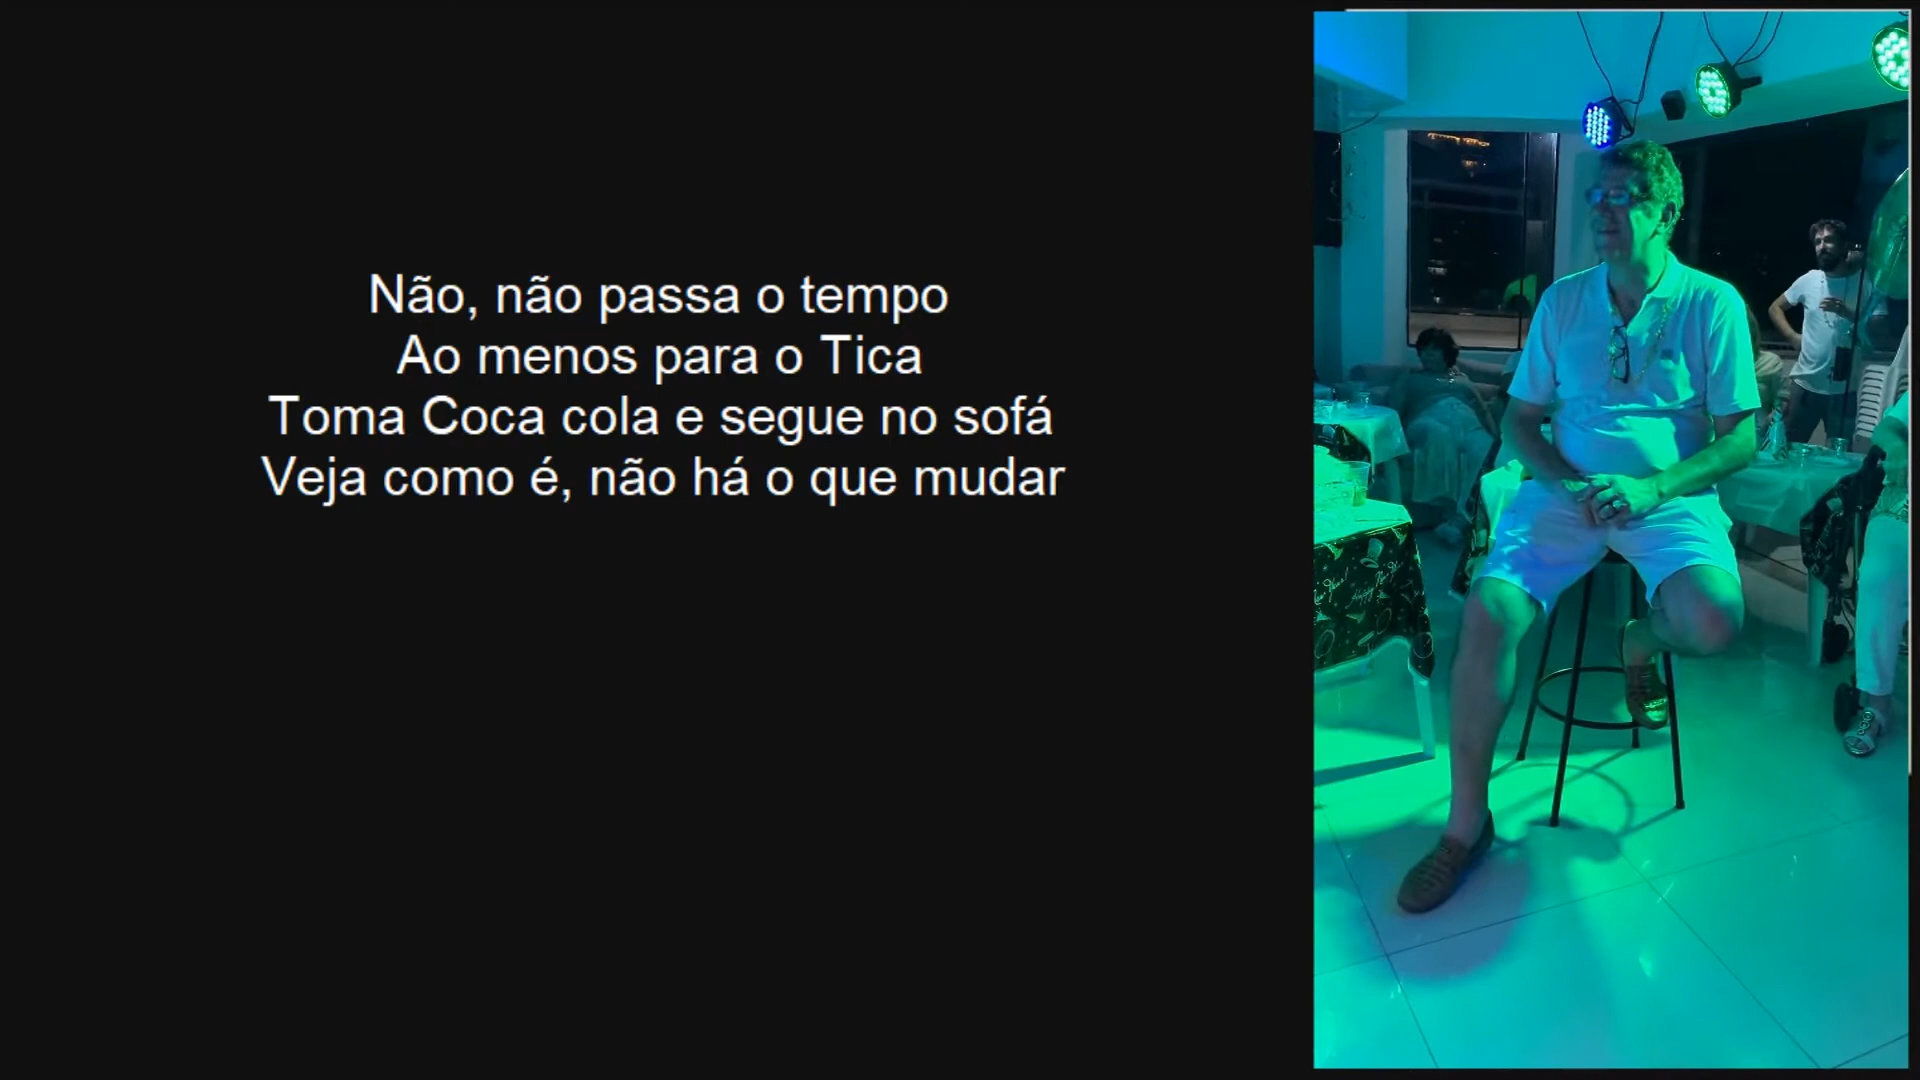 Não, não passa o tempo
Ao menos para o Tica
Toma Coca cola e segue no sofá
Veja como é, não há o que mudar